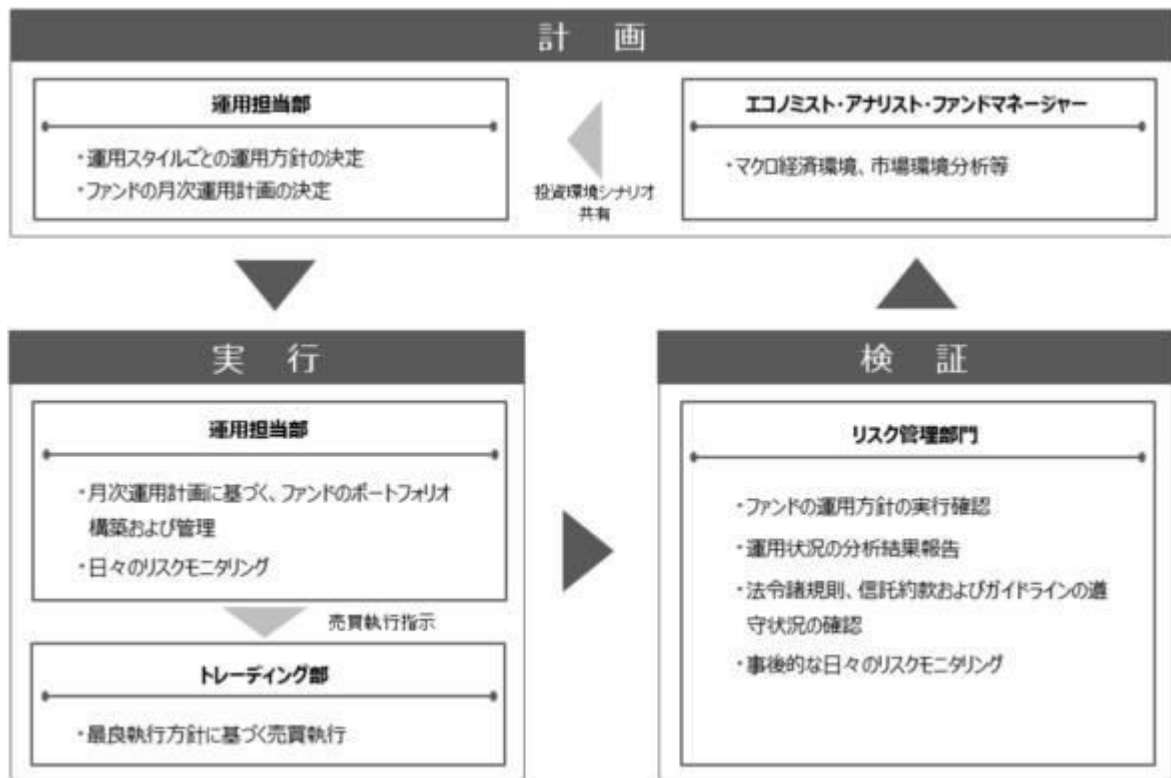 計 画
運用担当部
・運用スタイルごとの運用方針の決定
・ファンドの月次運用計画の決定
投資環境シナリオ
共有
エコノミスト・アナリスト・ファンドマネージャー
・マクロ経済環境、市場環境分析等
実 行
運用担当部
・月次運用計画に基づく、ファンドのポートフォリオ
構築および管理
・日々のリスクモニタリング
売買執行指示
トレーディング部
・最良執行方針に基づく売買執行
検 証
リスク管理部門
・ファンドの運用方針の実行確認
・運用状況の分析結果報告
・法令諸規則、信託約款およびガイドラインの遵
守状況の確認
・事後的な日々のリスクモニタリング